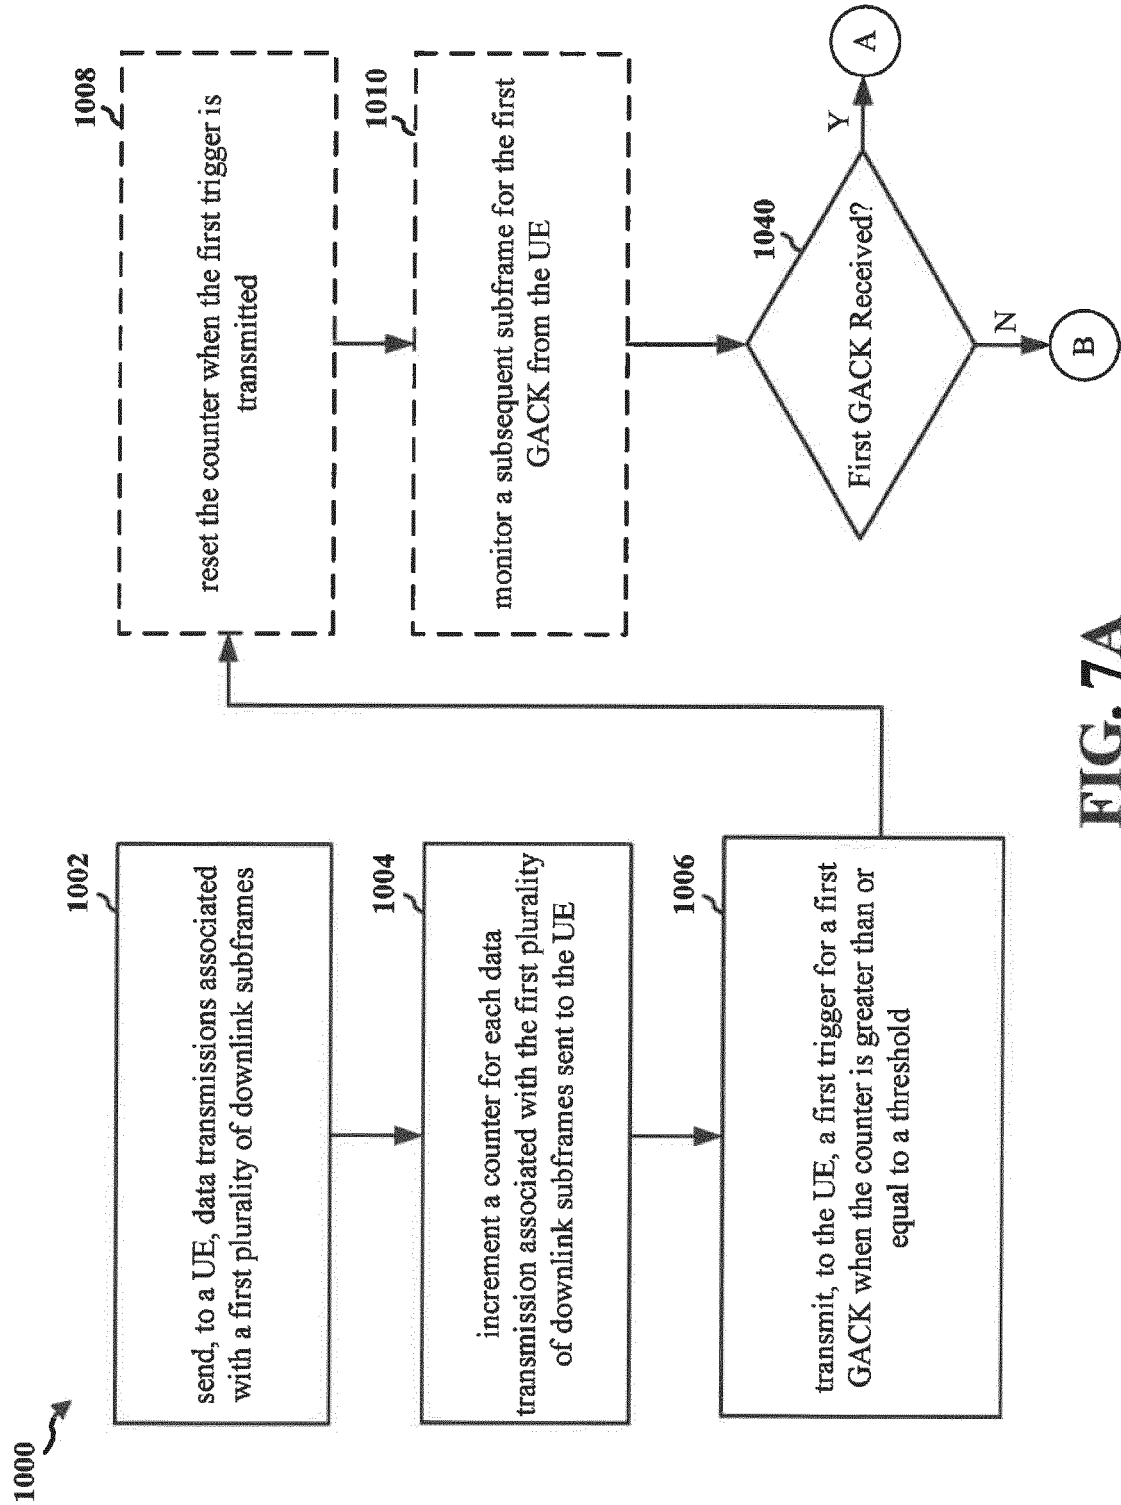 1000
1002
send, to a UE, data transmissions associated
with a first plurality of downlink subframes
1004
increment a counter for each data
transmission associated with the first plurality
of downlink subframes sent to the UE
1006
transmit, to the UE, a first trigger for a first
GACK when the counter is greater than or
equal to a threshold
1008
reset the counter when the first trigger is
transmitted
1010
monitor a subsequent subframe for the first
GACK from the UE
1040
First GACK Received?
Y
A
N
B
FIG. 7A